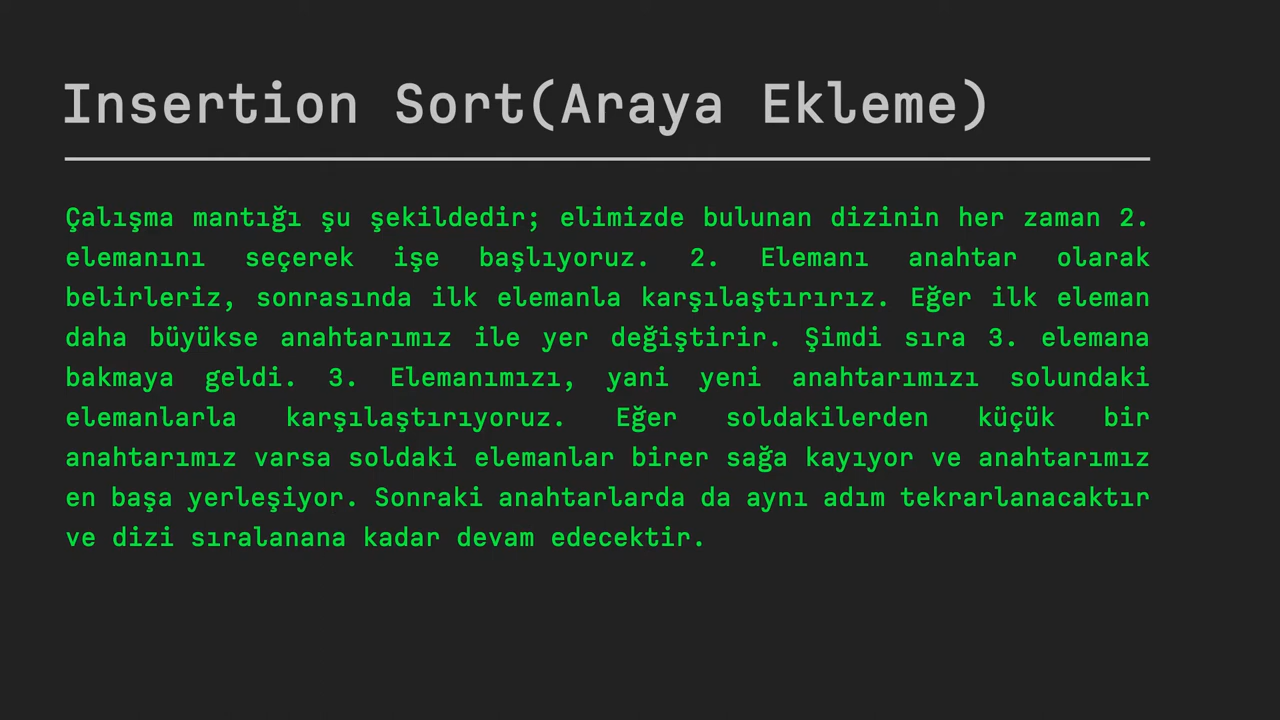 Insertion Sort(Araya Ekleme)
Çalışma mantığı şu şekildedir; elimizde bulunan dizinin her zaman 2.
elemanını seçerek işe başlıyoruz. 2. Elemanı anahtar olarak
belirleriz, sonrasında ilk elemanla karşılaştırırız. Eğer ilk eleman
daha büyükse anahtarımız ile yer değiştirir. Şimdi sıra 3. elemana
bakmaya geldi. 3. Elemanımızı, yani yeni anahtarımızı solundaki
elemanlarla karşılaştırıyoruz. Eğer soldakilerden küçük bir
anahtarımız varsa soldaki elemanlar birer sağa kayıyor ve anahtarımız
en başa yerleşiyor. Sonraki anahtarlarda da aynı adım tekrarlanacaktır
ve dizi sıralanana kadar devam edecektir.